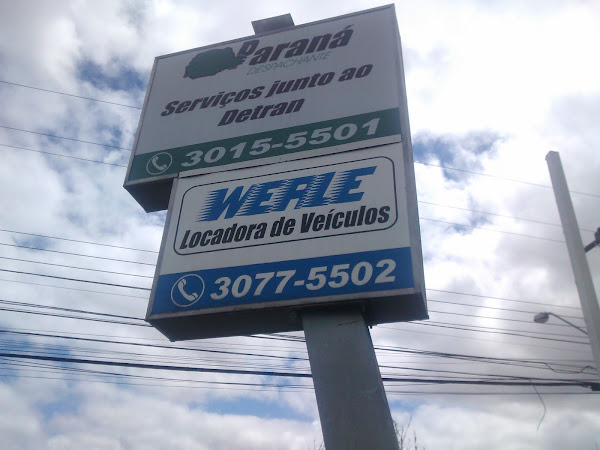 Paraná
DESPACHANTE
Serviços junto ao
Detran
3015-5501
WERLE
Locadora de Veículos
3077-5502